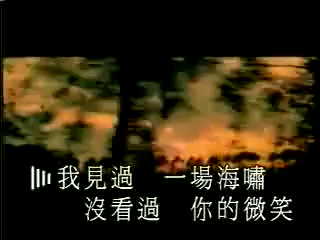 我見過　一場海嘯
沒看過　你的微笑